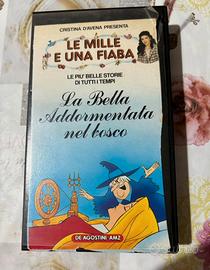 CRISTINA D'AVENA PRESENTA
LE MILLE
E UNA FIABA
LE PIU' BELLE STORIE
DI TUTTI I TEMPI
La Bella
Addormentata
nel bosco
DE AGOSTINI-AMZ